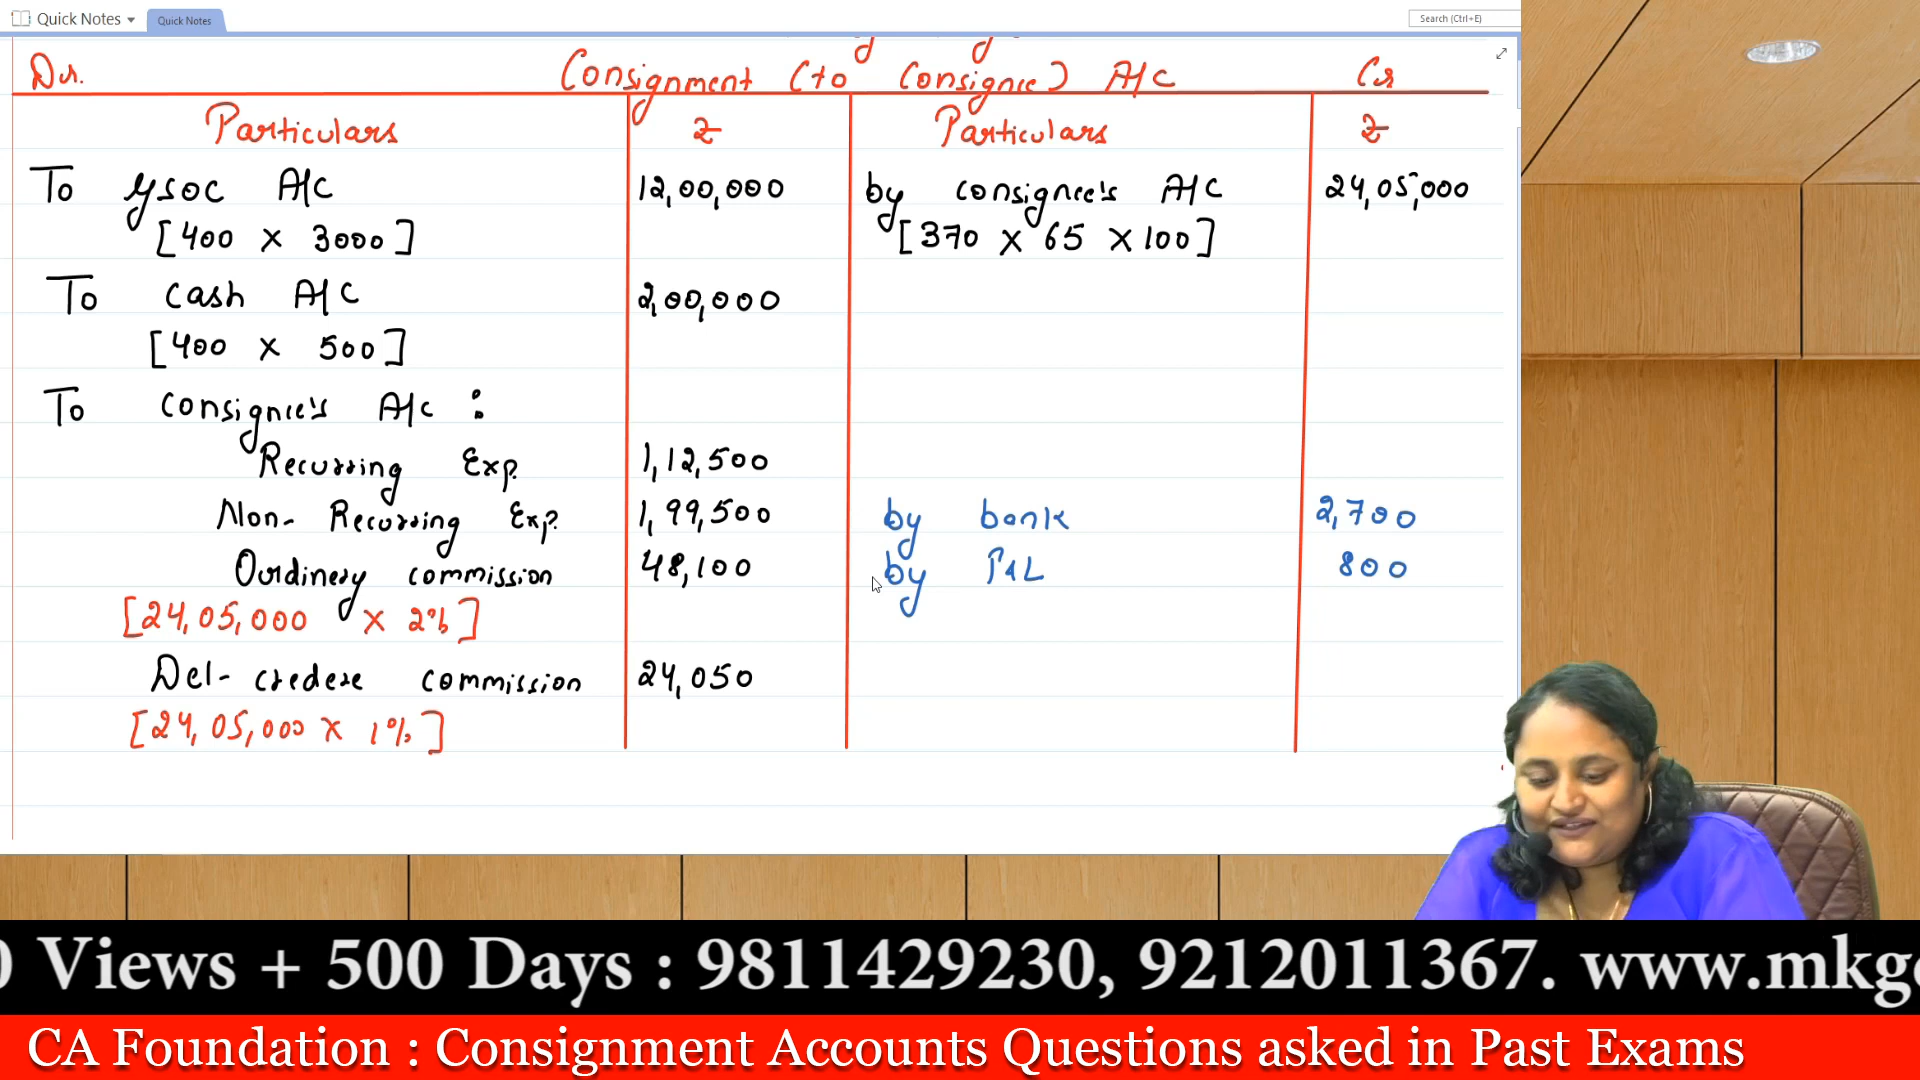 Quick Notes
Quick Notes
Search (Ctrl+E)
Dr. Consignment (to Consignee) A/C Cr
Particulars ₹ Particulars ₹
To GSOC A/C 12,00,000 by consignee's A/C 24,05,000
[400 × 3000] [370 × 65 × 100]
To cash A/C 2,00,000
[400 × 500]
To consignee's A/c :
Recurring Exp. 1,12,500
Non-Recurring Exp. 1,99,500 by bank 2,700
Ordinery commission 48,100 by P&L 800
[24,05,000 × 2%]
Del-credere commission 24,050
[24,05,000 × 1%]
0 Views + 500 Days : 9811429230, 9212011367. www.mkg
CA Foundation : Consignment Accounts Questions asked in Past Exams